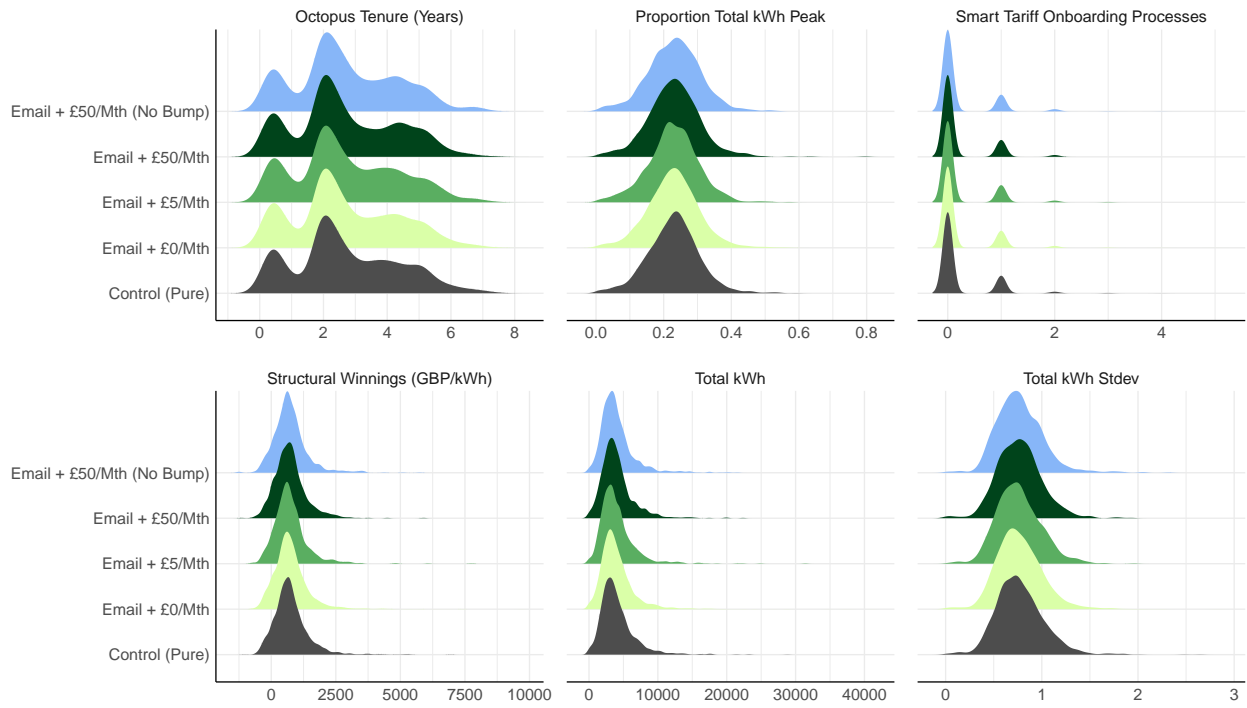 Octopus Tenure (Years)
Proportion Total kWh Peak
Smart Tariff Onboarding Processes
Email + £50/Mth (No Bump)
Email + £50/Mth
Email + £5/Mth
Email + £0/Mth
Control (Pure)
0 2 4 6 8
0.0 0.2 0.4 0.6 0.8
0 2 4
Structural Winnings (GBP/kWh)
Total kWh
Total kWh Stdev
Email + £50/Mth (No Bump)
Email + £50/Mth
Email + £5/Mth
Email + £0/Mth
Control (Pure)
0 2500 5000 7500 10000
0 10000 20000 30000 40000
0 1 2 3